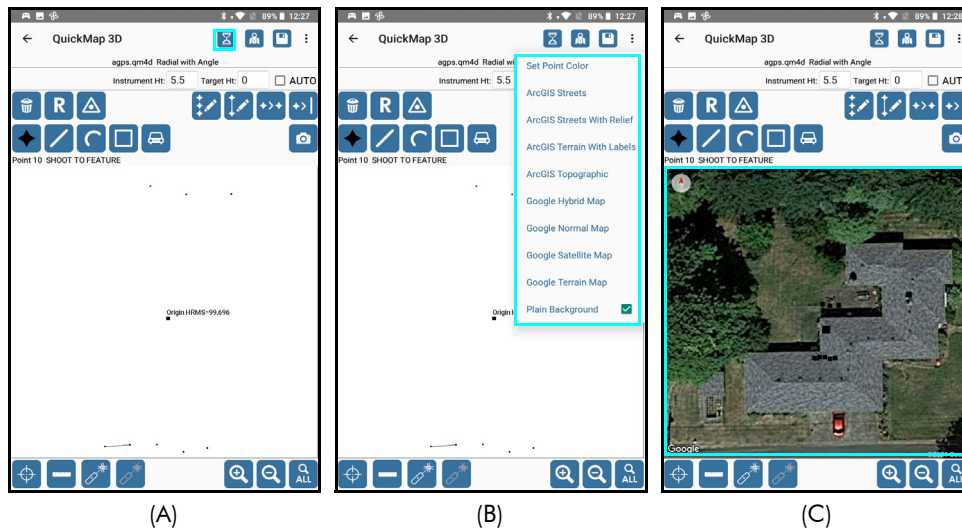 89% 12:27
QuickMap 3D
agps.qm4d Radial with Angle
Instrument Ht: 5.5 Target Ht: 0 AUTO
R
Point 10 SHOOT TO FEATURE
Origin HRMS=99.696
ALL
(A)
89% 12:27
QuickMap 3D
agps.qm4d Radial with
Instrument Ht: 5.5
R
Point 10 SHOOT TO FEATURE
Origin H
Set Point Color
ArcGIS Streets
ArcGIS Streets With Relief
ArcGIS Terrain With Labels
ArcGIS Topographic
Google Hybrid Map
Google Normal Map
Google Satellite Map
Google Terrain Map
Plain Background
ALL
(B)
89% 12:28
QuickMap 3D
agps.qm4d Radial with Angle
Instrument Ht: 5.5 Target Ht: 0 AUT
R
Point 10 SHOOT TO FEATURE
Google
ALL
(C)